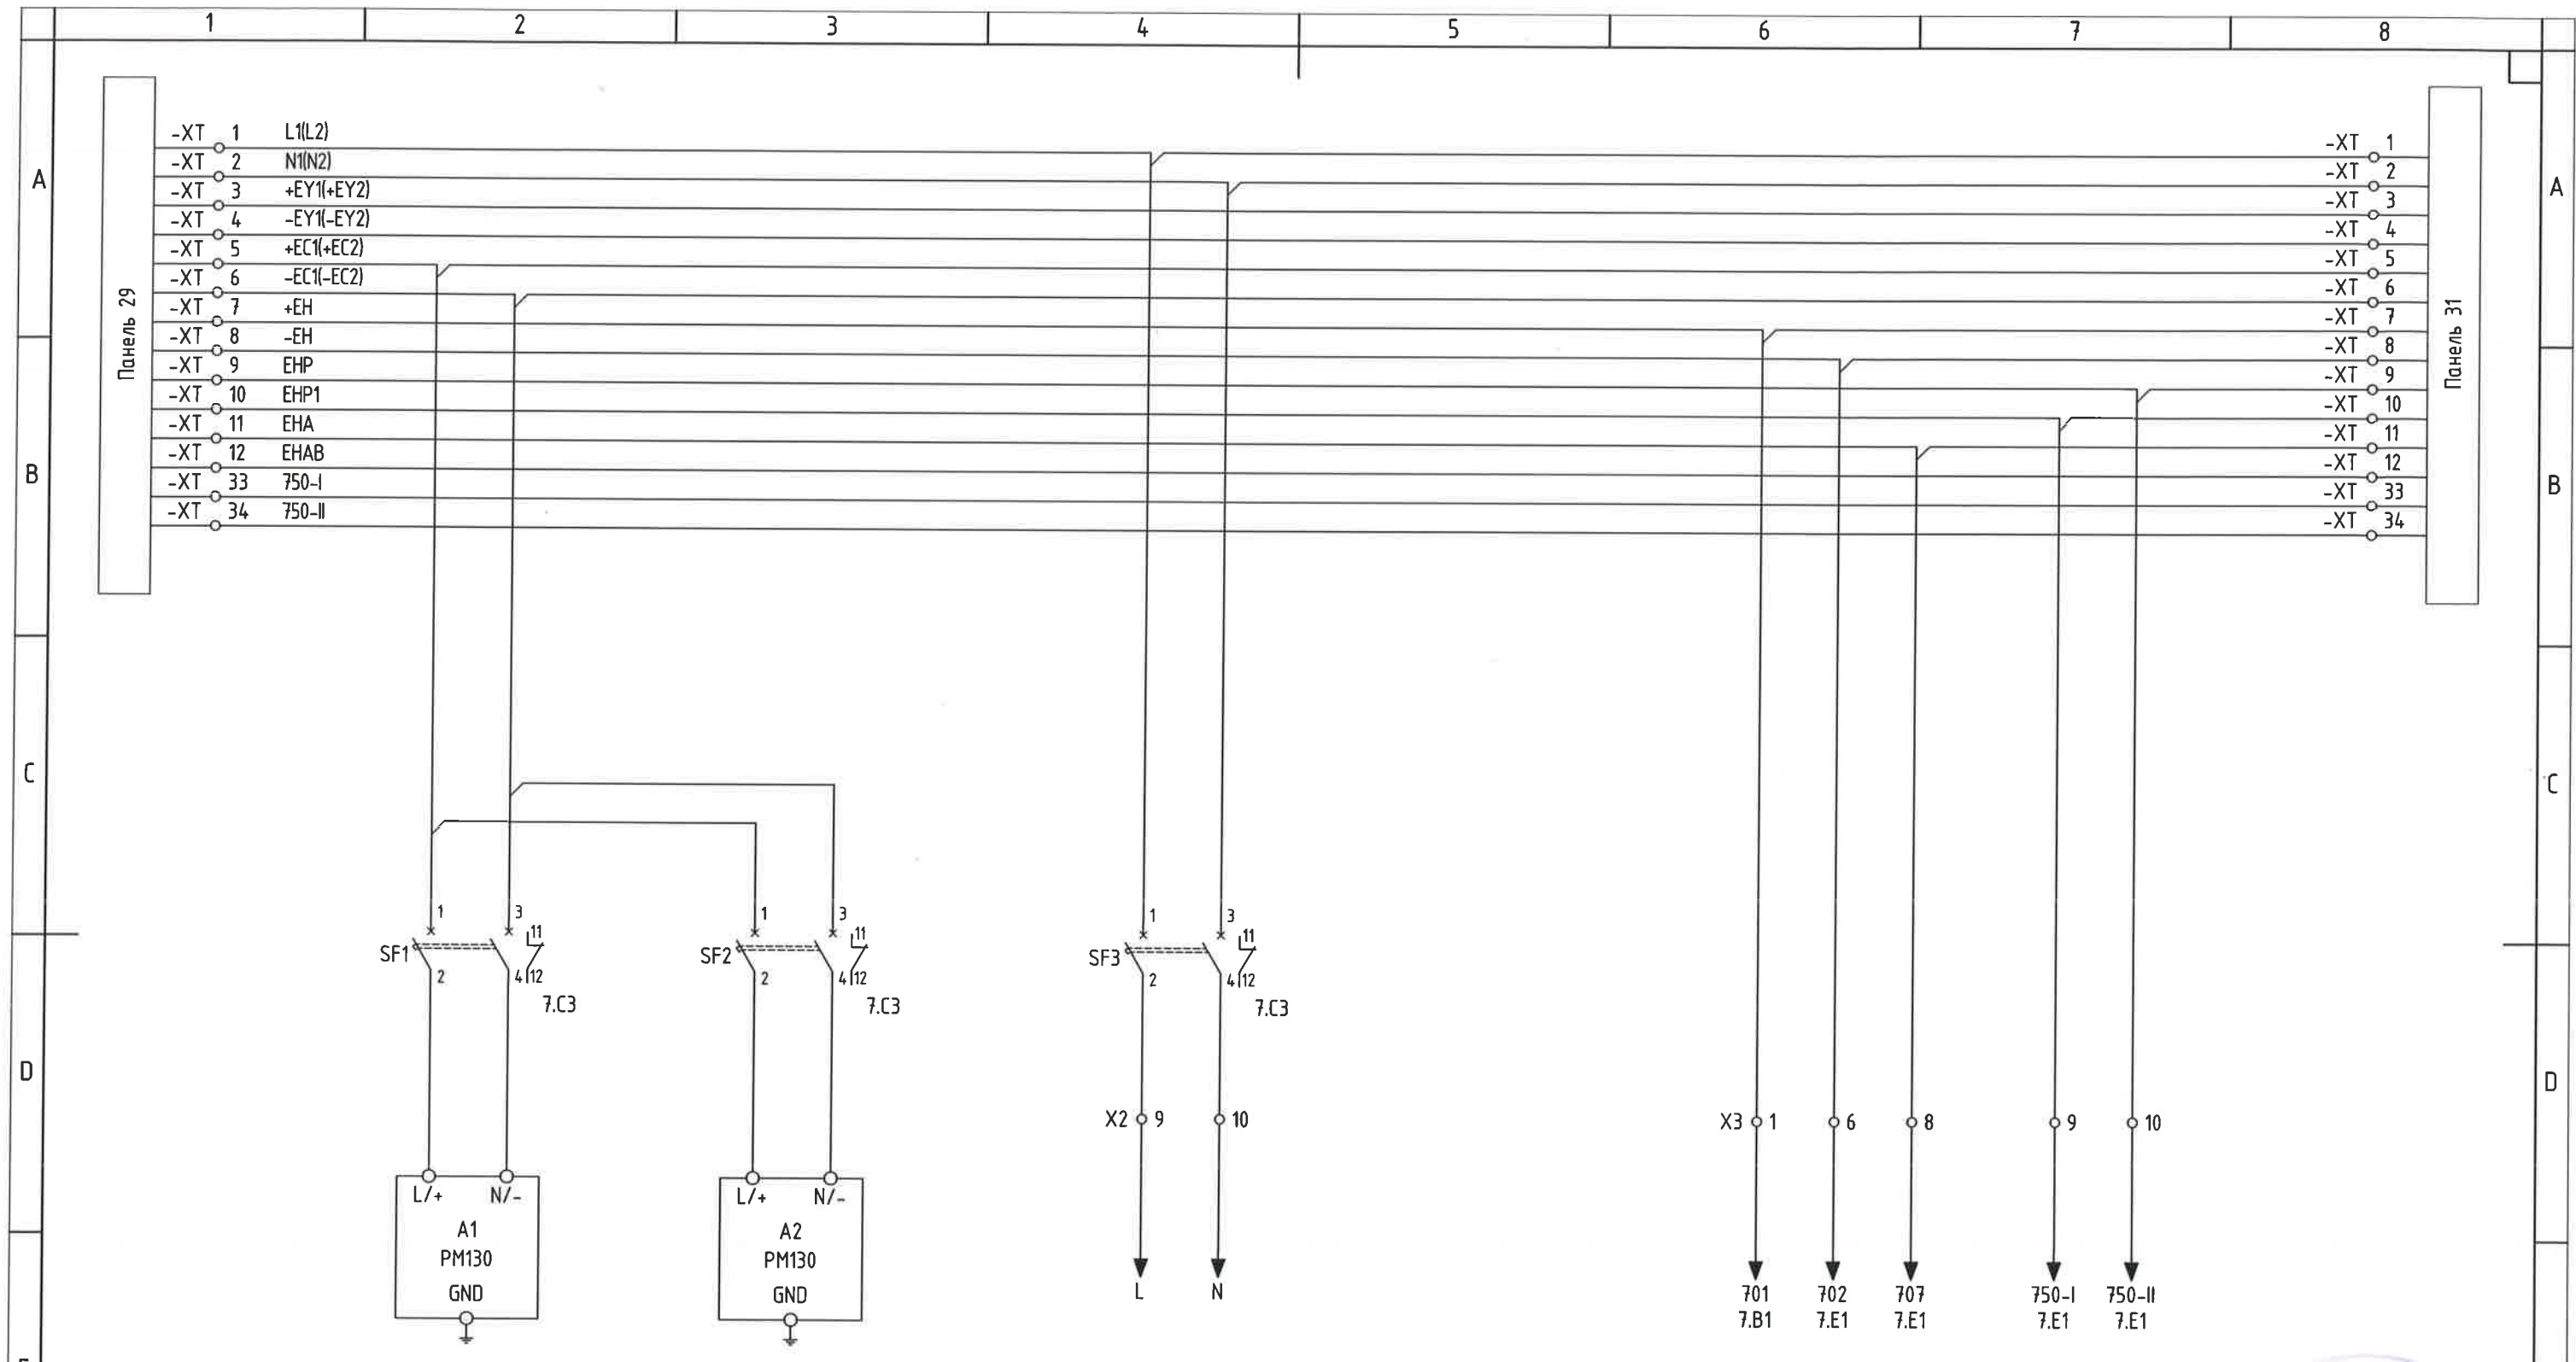 1 2 3 4 5 6 7 8
A A
B B
C C
D D
Панель 29
Панель 31
-XT 1 L1(L2)
-XT 2 N1(N2)
-XT 3 +EY1(+EY2)
-XT 4 -EY1(-EY2)
-XT 5 +EC1(+EC2)
-XT 6 -EC1(-EC2)
-XT 7 +EH
-XT 8 -EH
-XT 9 EHP
-XT 10 EHP1
-XT 11 EHA
-XT 12 EHAB
-XT 33 750-I
-XT 34 750-II
-XT 1
-XT 2
-XT 3
-XT 4
-XT 5
-XT 6
-XT 7
-XT 8
-XT 9
-XT 10
-XT 11
-XT 12
-XT 33
-XT 34
1 3 11
SF1
2 4 12
7.C3
1 3 11
SF2
2 4 12
7.C3
1 3 11
SF3
2 4 12
7.C3
X2 9 10
X3 1 6 8 9 10
L/+ N/-
A1
PM130
GND
L/+ N/-
A2
PM130
GND
L N
701 702 707 750-I 750-II
7.B1 7.E1 7.E1 7.E1 7.E1